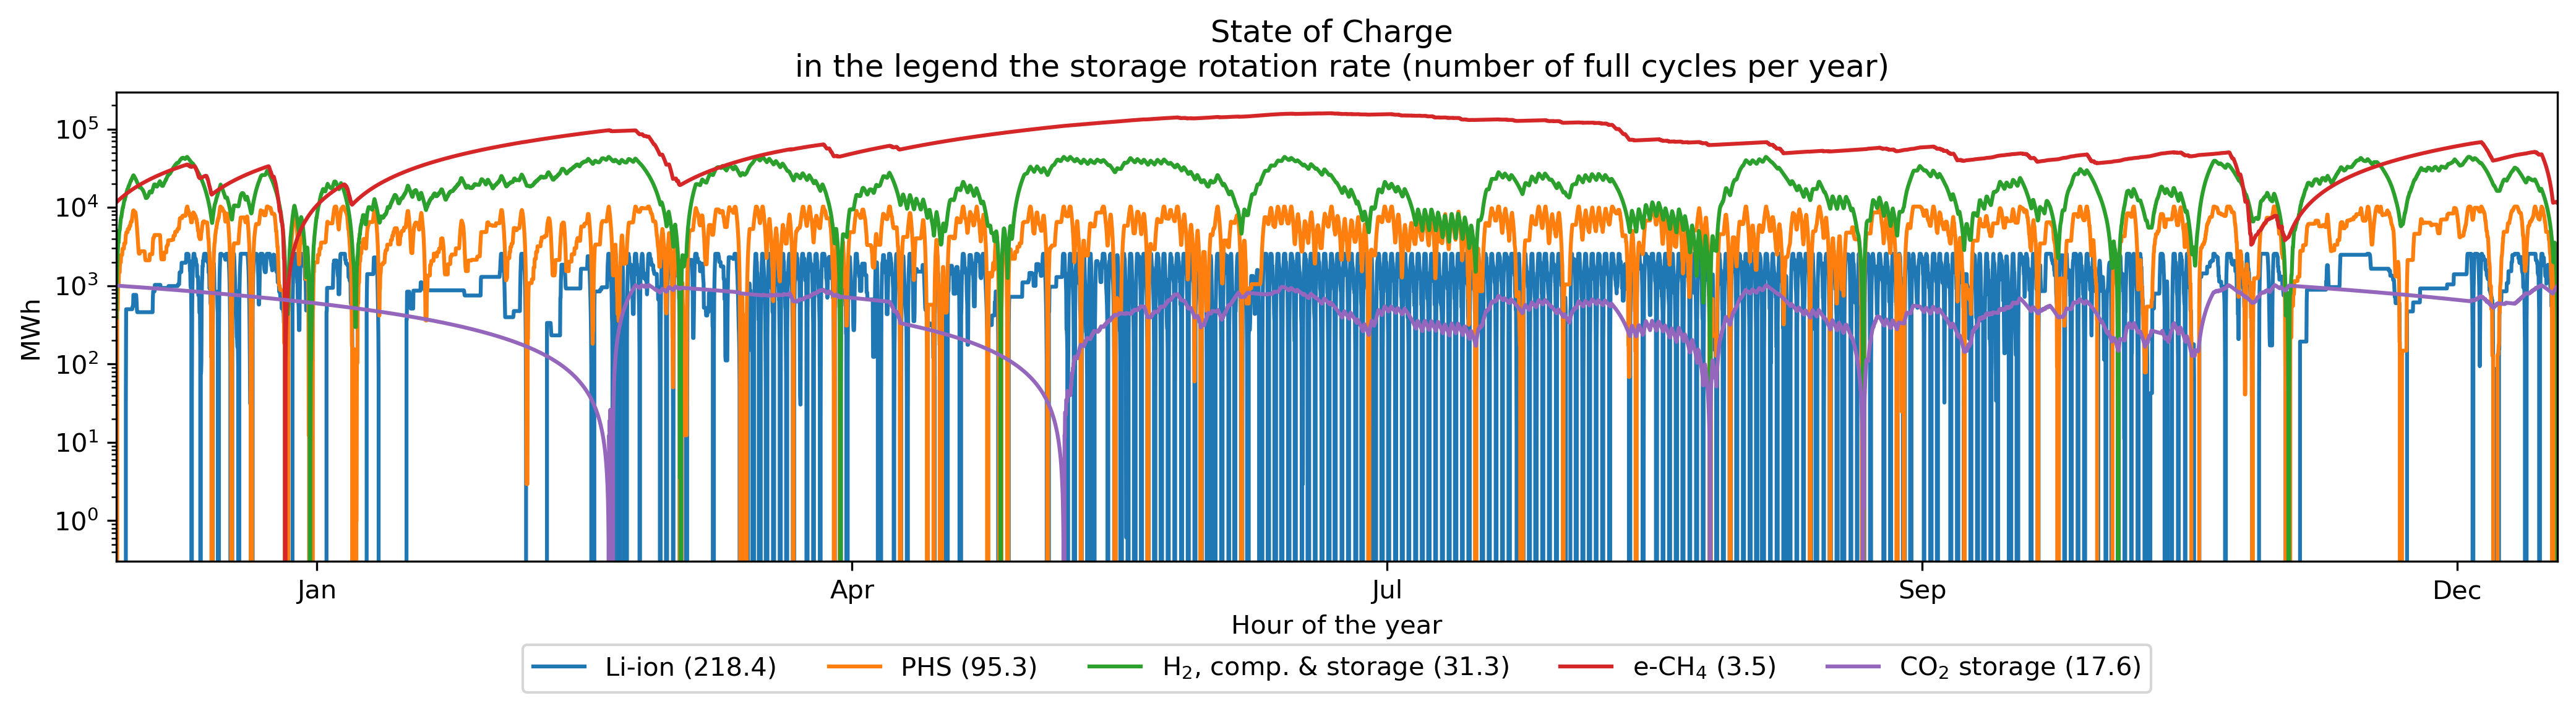 State of Charge
in the legend the storage rotation rate (number of full cycles per year)
MWh
10⁵
10⁴
10³
10²
10¹
10⁰
Jan Apr Jul Sep Dec
Hour of the year
Li-ion (218.4) PHS (95.3) H₂, comp. & storage (31.3) e-CH₄ (3.5) CO₂ storage (17.6)